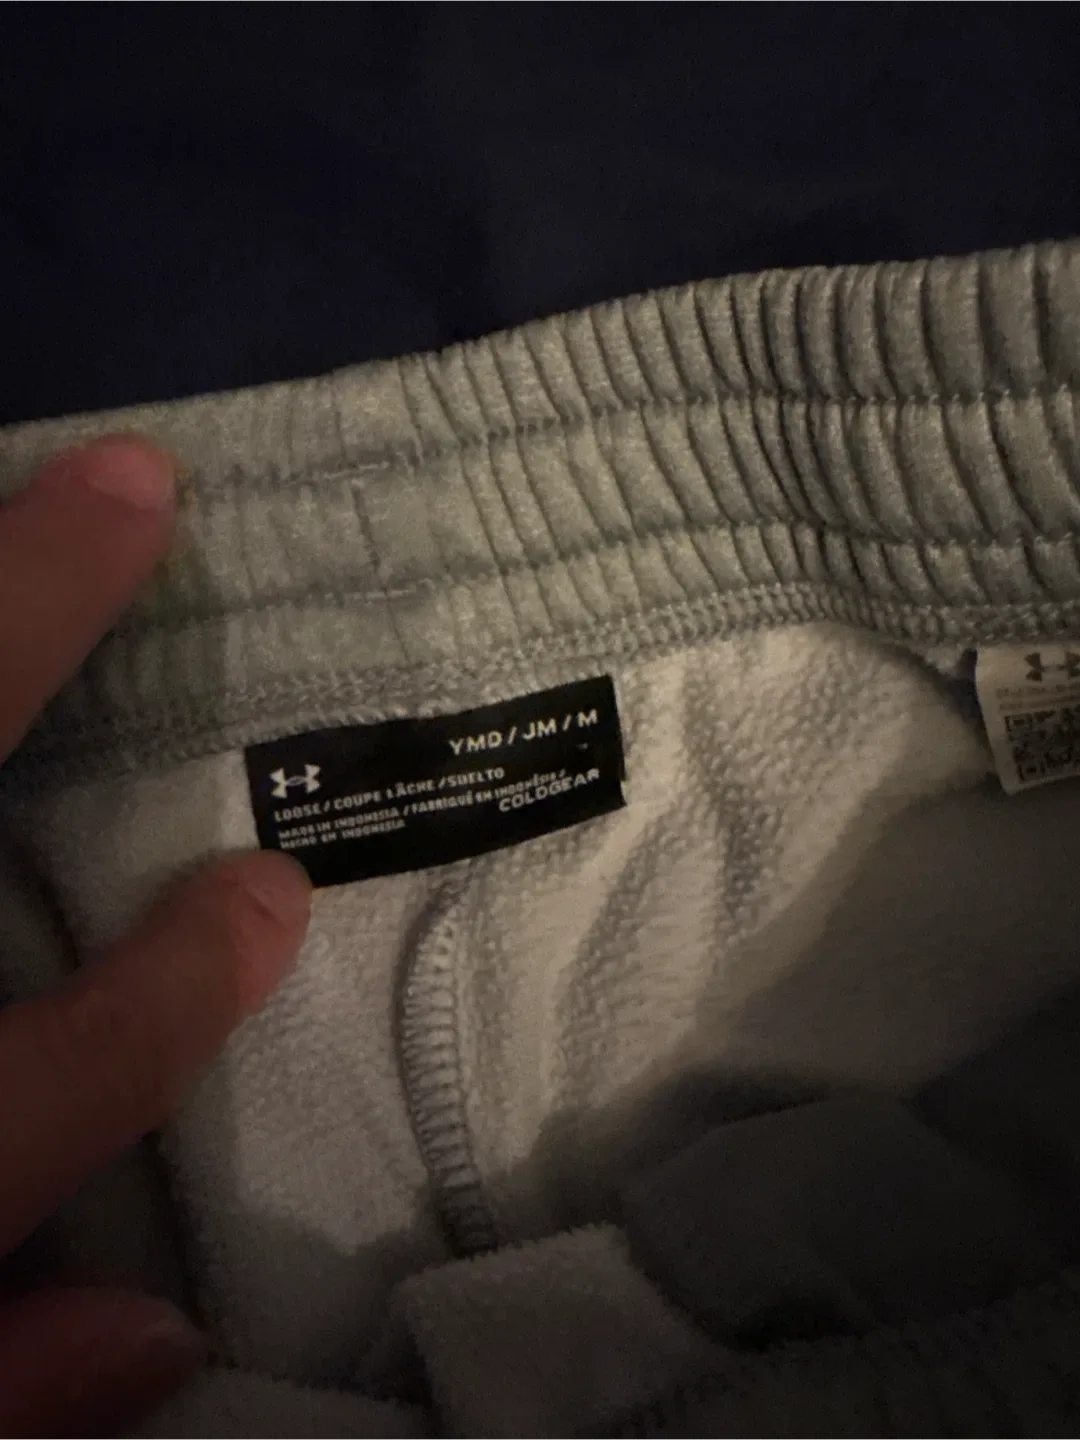 YMD / JM / M
LOOSE / COUPE LÂCHE / SUELTO
MADE IN INDONESIA / FABRIQUÉ EN INDONÉSIE /
HECHO EN INDONESIA
COLDGEAR